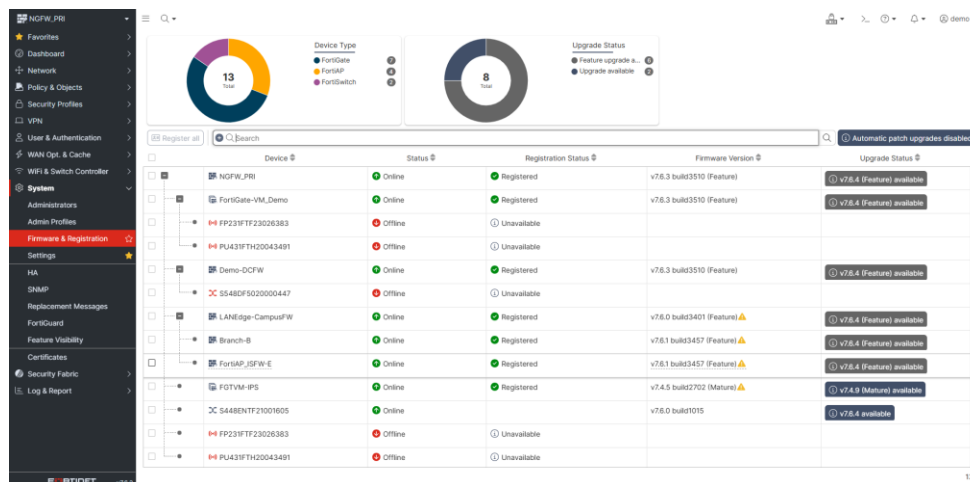 NGFW_PRI
demo
Favorites
Dashboard
Network
Policy & Objects
Security Profiles
VPN
User & Authentication
WAN Opt. & Cache
WiFi & Switch Controller
System
Administrators
Admin Profiles
Firmware & Registration
Settings
HA
SNMP
Replacement Messages
FortiGuard
Feature Visibility
Certificates
Security Fabric
Log & Report
Device Type
FortiGate 7
FortiAP 4
FortiSwitch 2
13
Total
Upgrade Status
Feature upgrade a... 6
Upgrade available 2
8
Total
Register all Search Automatic patch upgrades disabled
Device Status Registration Status Firmware Version Upgrade Status
NGFW_PRI Online Registered v7.6.3 build3510 (Feature) v7.6.4 (Feature) available
FortiGate-VM_Demo Online Registered v7.6.3 build3510 (Feature) v7.6.4 (Feature) available
FP231FTF23026383 Offline Unavailable
PU431FTH20043491 Offline Unavailable
Demo-DCFW Online Registered v7.6.3 build3510 (Feature) v7.6.4 (Feature) available
S548DF5020000447 Offline Unavailable
LANEdge-CampusFW Online Registered v7.6.0 build3401 (Feature) v7.6.4 (Feature) available
Branch-B Online Registered v7.6.1 build3457 (Feature) v7.6.4 (Feature) available
FortiAP_ISFW-E Online Registered v7.6.1 build3457 (Feature) v7.6.4 (Feature) available
FGTVM-IPS Online Registered v7.4.5 build2702 (Mature) v7.4.9 (Mature) available
S448ENTF21001605 Online v7.6.0 build1015 v7.6.4 available
FP231FTF23026383 Offline Unavailable
PU431FTH20043491 Offline Unavailable